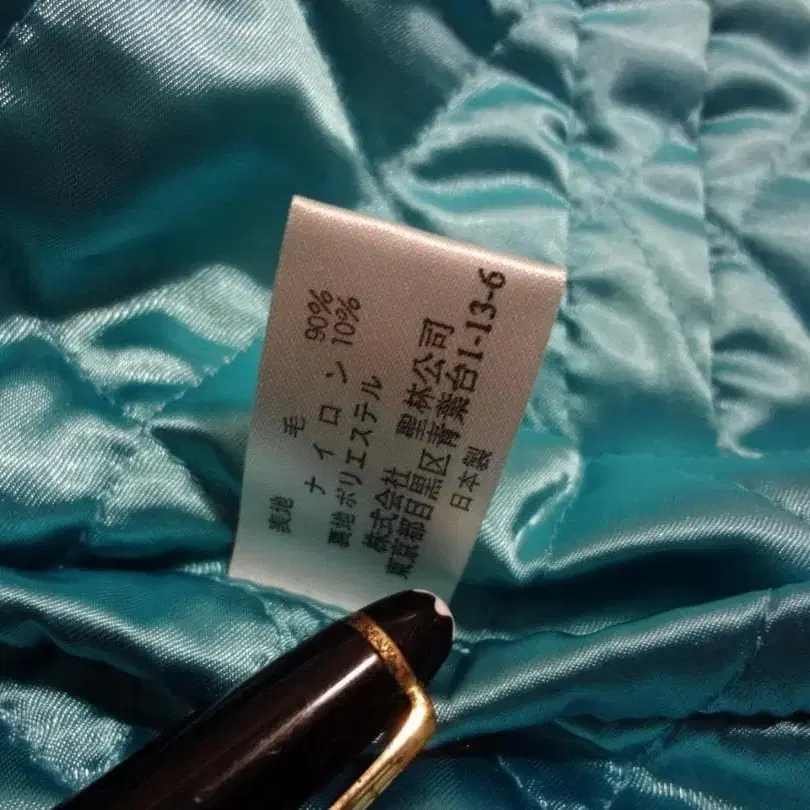 表地 毛 90%
ナイロン 10%
裏地 ポリエステル
株式会社 聖林公司
東京都目黒区青葉台1-13-6
日本製